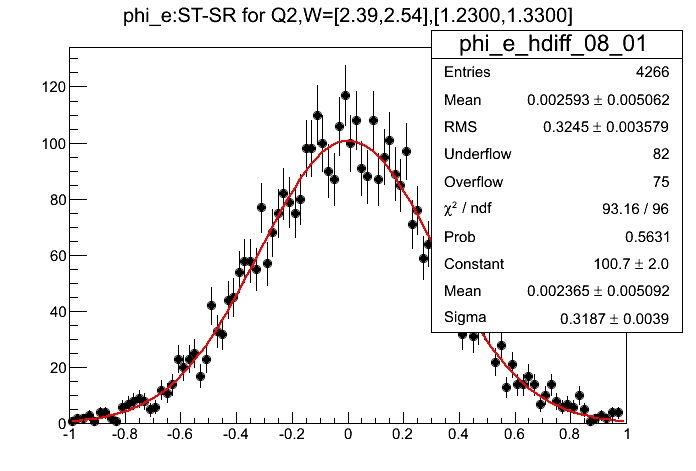 phi_e:ST-SR for Q2,W=[2.39,2.54],[1.2300,1.3300]
phi_e_hdiff_08_01
Entries 4266
Mean 0.002593 ± 0.005062
RMS 0.3245 ± 0.003579
Underflow 82
Overflow 75
χ² / ndf 93.16 / 96
Prob 0.5631
Constant 100.7 ± 2.0
Mean 0.002365 ± 0.005092
Sigma 0.3187 ± 0.0039
120
100
80
60
40
20
0
-1 -0.8 -0.6 -0.4 -0.2 0 0.2 0.4 0.6 0.8 1